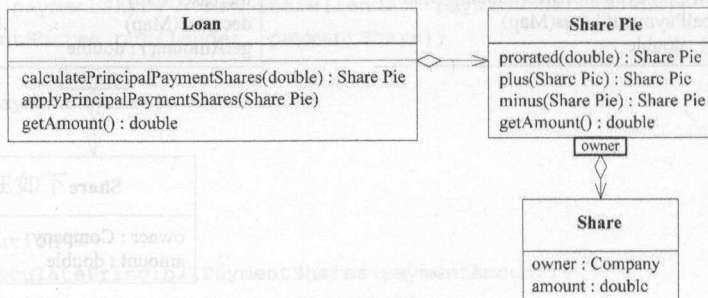 Loan
calculatePrincipalPaymentShares(double) : Share Pie
applyPrincipalPaymentShares(Share Pie)
getAmount() : double
Share Pie
prorated(double) : Share Pie
plus(Share Pie) : Share Pie
minus(Share Pie) : Share Pie
getAmount() : double
owner
Share
owner : Company
amount : double